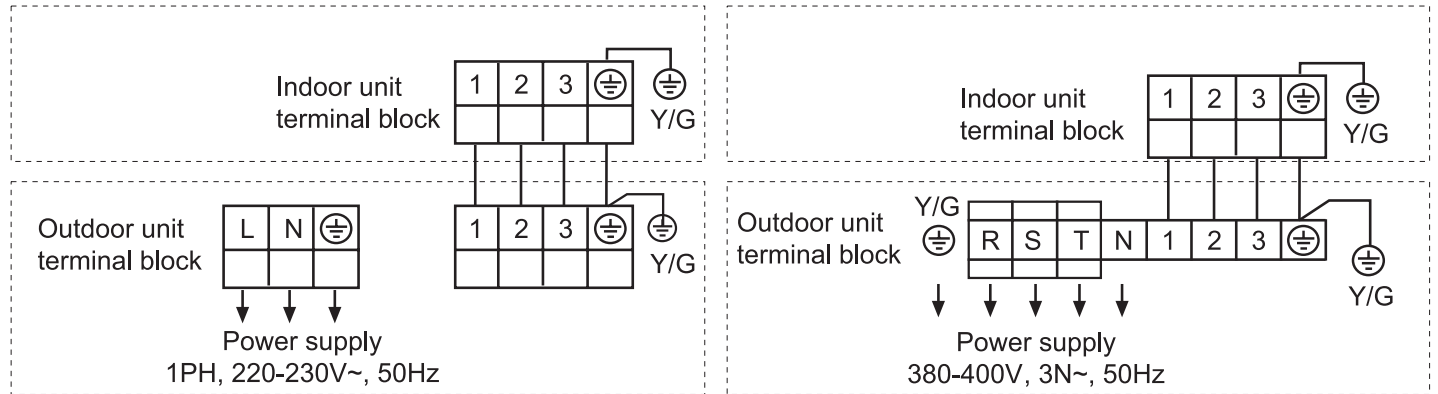 Indoor unit
terminal block
1 2 3
Y/G
Outdoor unit
terminal block
L N
1 2 3
Y/G
Power supply
1PH, 220-230V~, 50Hz
Indoor unit
terminal block
1 2 3
Y/G
Outdoor unit
terminal block
Y/G
R S T N 1 2 3
Y/G
Power supply
380-400V, 3N~, 50Hz